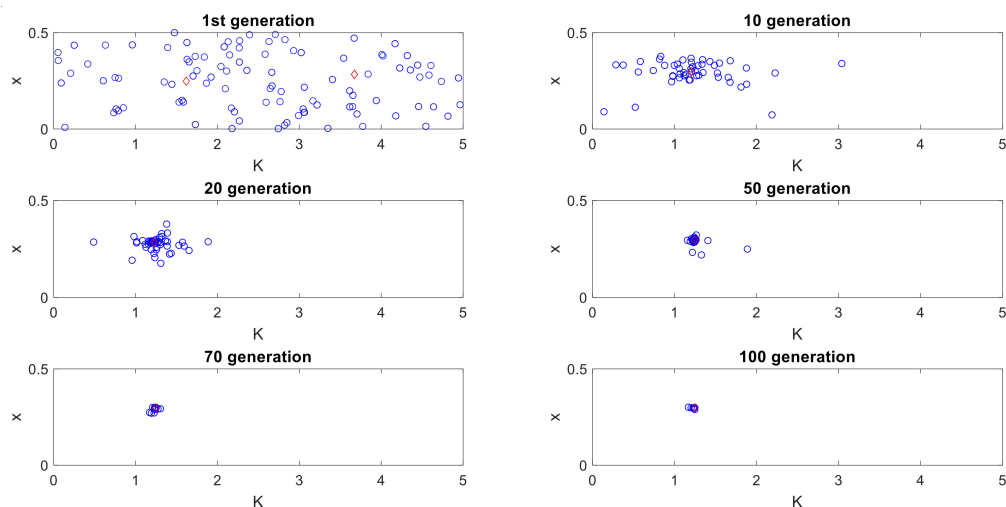 1st generation
0.5
x
0
0 1 2 3 4 5
K
10 generation
0.5
x
0
0 1 2 3 4 5
K
20 generation
0.5
x
0
0 1 2 3 4 5
K
50 generation
0.5
x
0
0 1 2 3 4 5
K
70 generation
0.5
x
0
0 1 2 3 4 5
K
100 generation
0.5
x
0
0 1 2 3 4 5
K